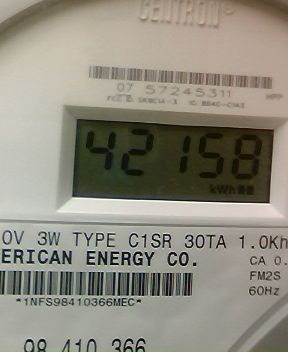 CENTRON®
07 57245311
HPP
42158
kWh
0V 3W TYPE C1SR 30TA 1.0Kh
ERICAN ENERGY CO. CA 0.
FM2S
*1NFS98410366MEC* 60Hz
98 410 366